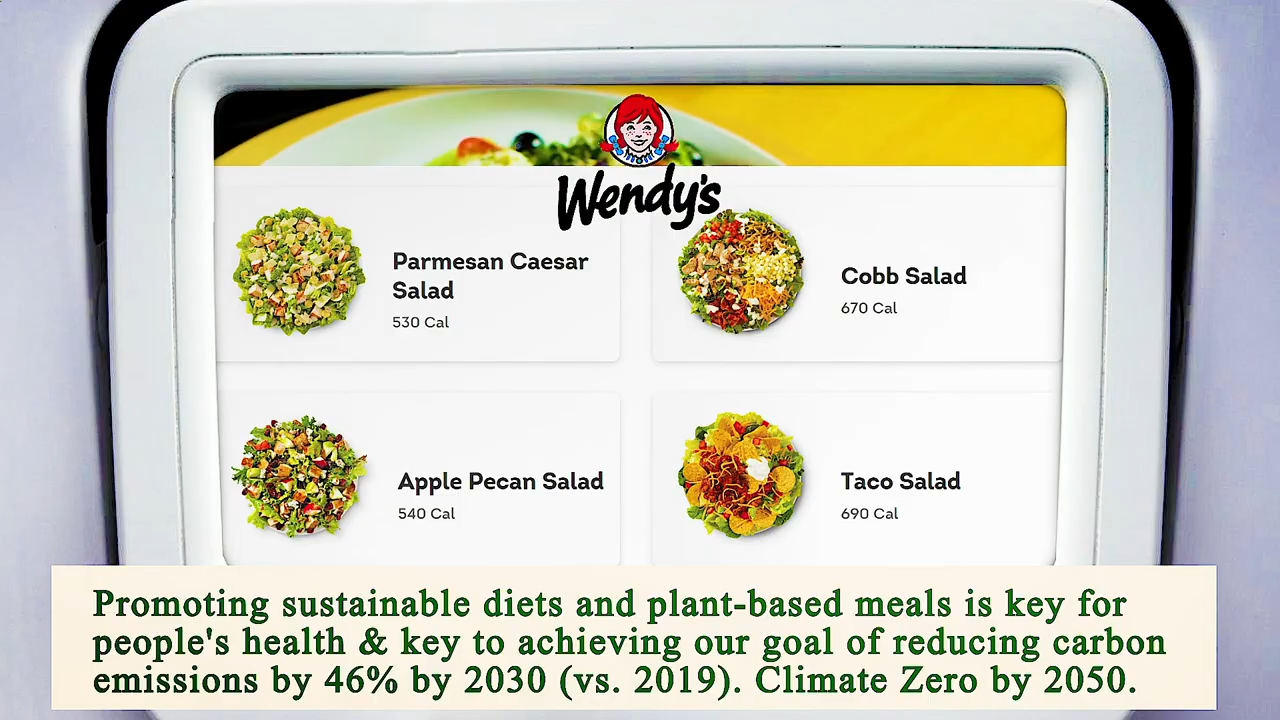 Wendy's
Parmesan Caesar
Salad
530 Cal
Cobb Salad
670 Cal
Apple Pecan Salad
540 Cal
Taco Salad
690 Cal
Promoting sustainable diets and plant-based meals is key for
people's health & key to achieving our goal of reducing carbon
emissions by 46% by 2030 (vs. 2019). Climate Zero by 2050.